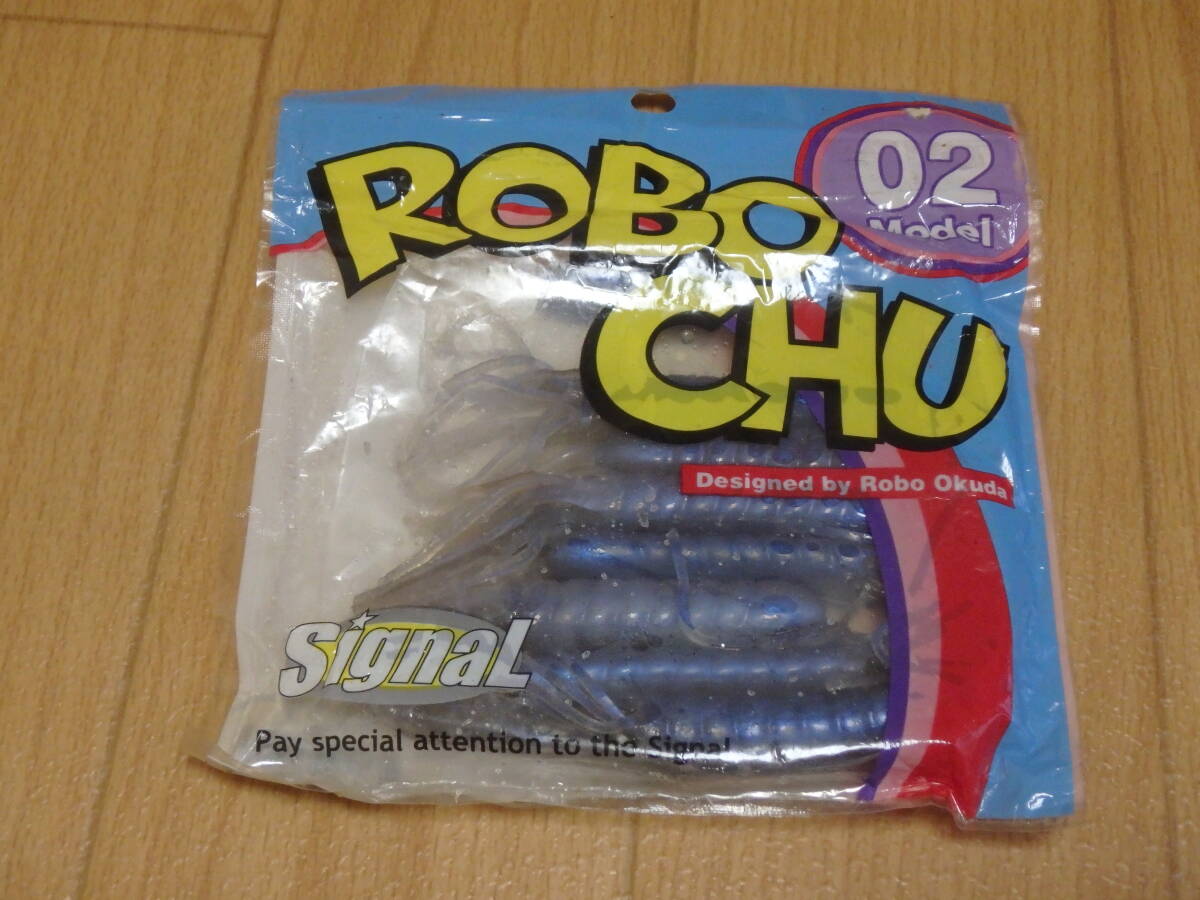 ROBO
CHU
02
Model
Designed by Robo Okuda
Signal
Pay special attention to the Signal